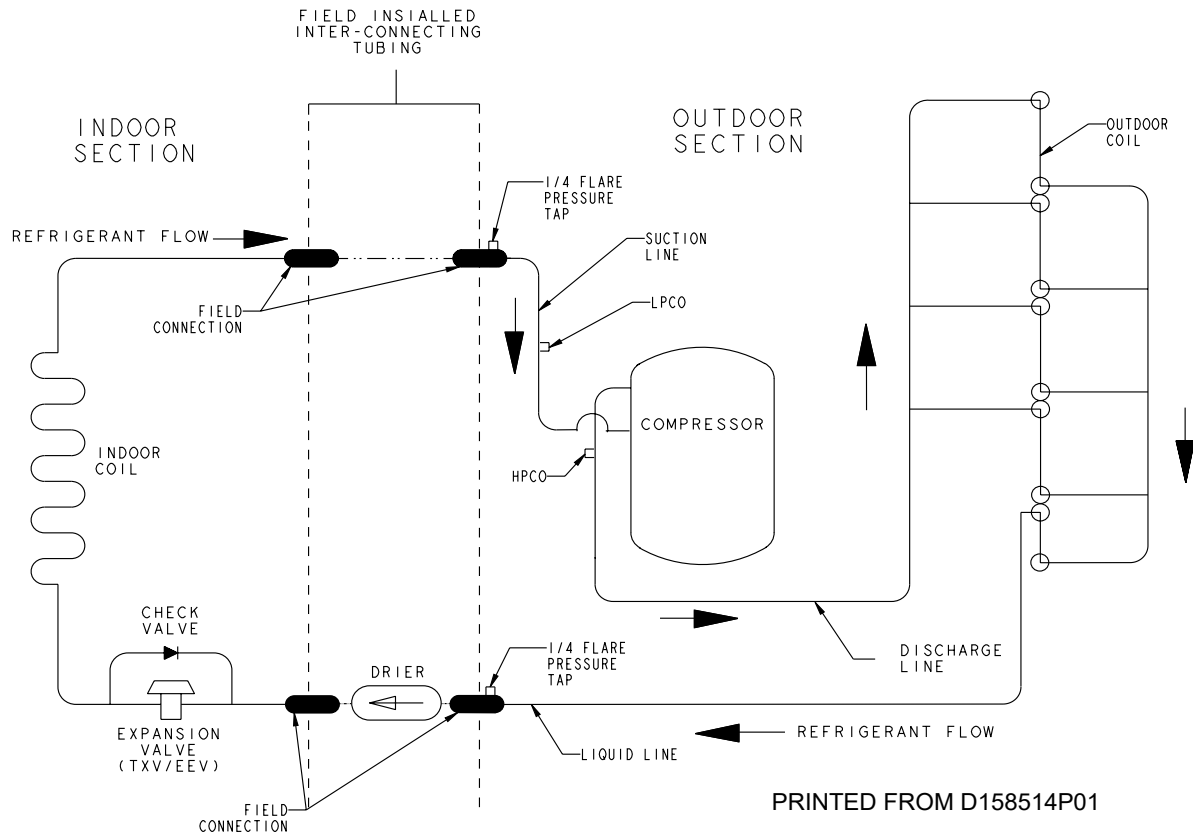 FIELD INSIALLED
INTER-CONNECTING
TUBING
INDOOR
SECTION
OUTDOOR
SECTION
OUTDOOR
COIL
1/4 FLARE
PRESSURE
TAP
REFRIGERANT FLOW
SUCTION
LINE
FIELD
CONNECTION
LPCO
COMPRESSOR
INDOOR
COIL
HPCO
CHECK
VALVE
1/4 FLARE
PRESSURE
TAP
DISCHARGE
LINE
DRIER
EXPANSION
VALVE
(TXV/EEV)
REFRIGERANT FLOW
LIQUID LINE
FIELD
CONNECTION
PRINTED FROM D158514P01